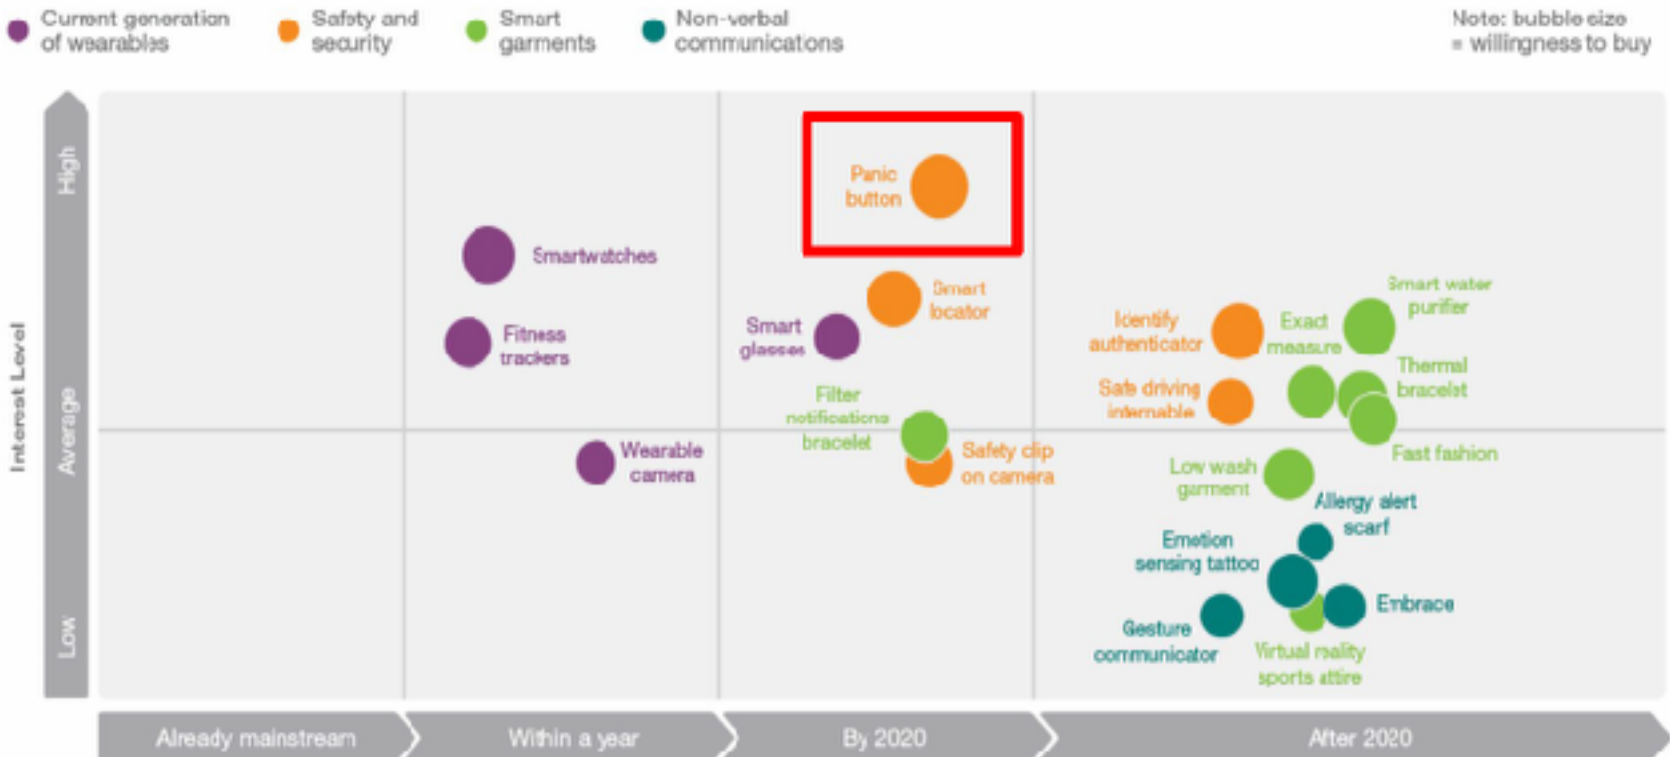 Current generation
of wearables
Safety and
security
Smart
garments
Non-verbal
communications
Note: bubble size
= willingness to buy
Interest Level
High
Average
Low
Panic
button
Smartwatches
Fitness
trackers
Smart
locator
Smart
glasses
Filter
notifications
bracelet
Wearable
camera
Safety clip
on camera
Identify
authenticator
Exact
measure
Smart water
purifier
Safe driving
internable
Thermal
bracelet
Fast fashion
Low wash
garment
Allergy alert
scarf
Emotion
sensing tattoo
Embrace
Gesture
communicator
Virtual reality
sports attire
Already mainstream
Within a year
By 2020
After 2020